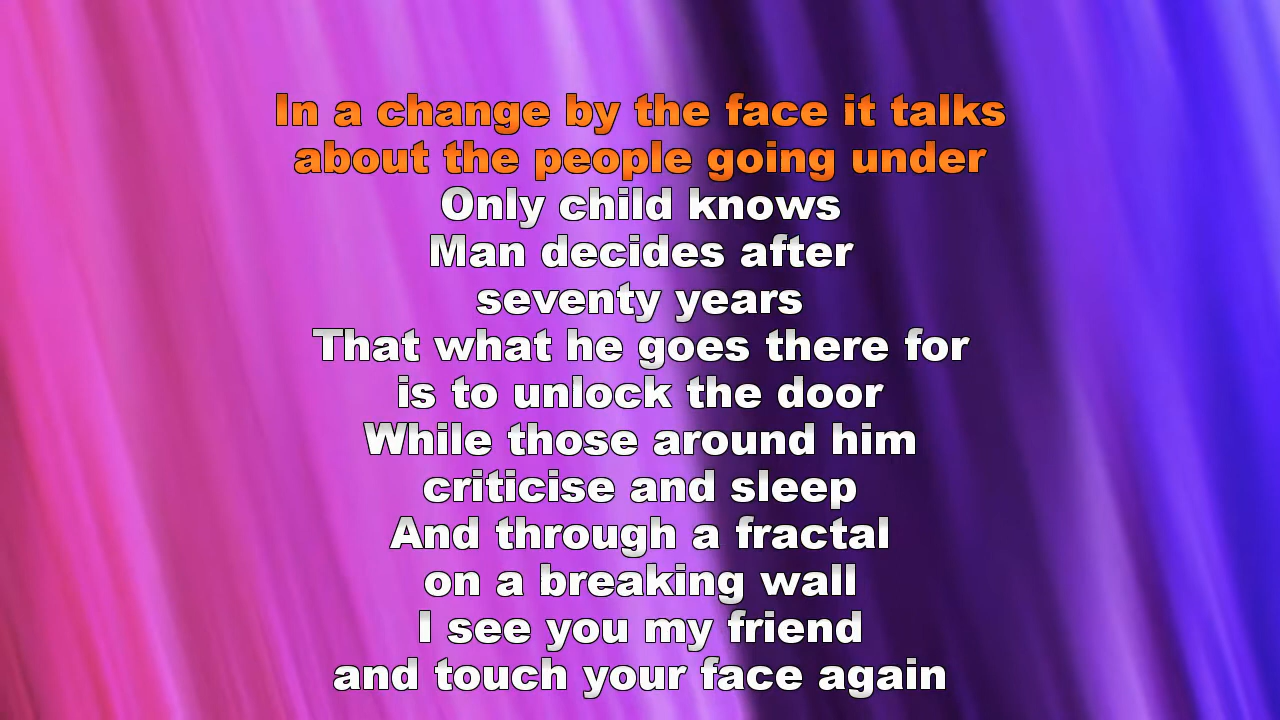 In a change by the face it talks
about the people going under
Only child knows
Man decides after
seventy years
That what he goes there for
is to unlock the door
While those around him
criticise and sleep
And through a fractal
on a breaking wall
I see you my friend
and touch your face again